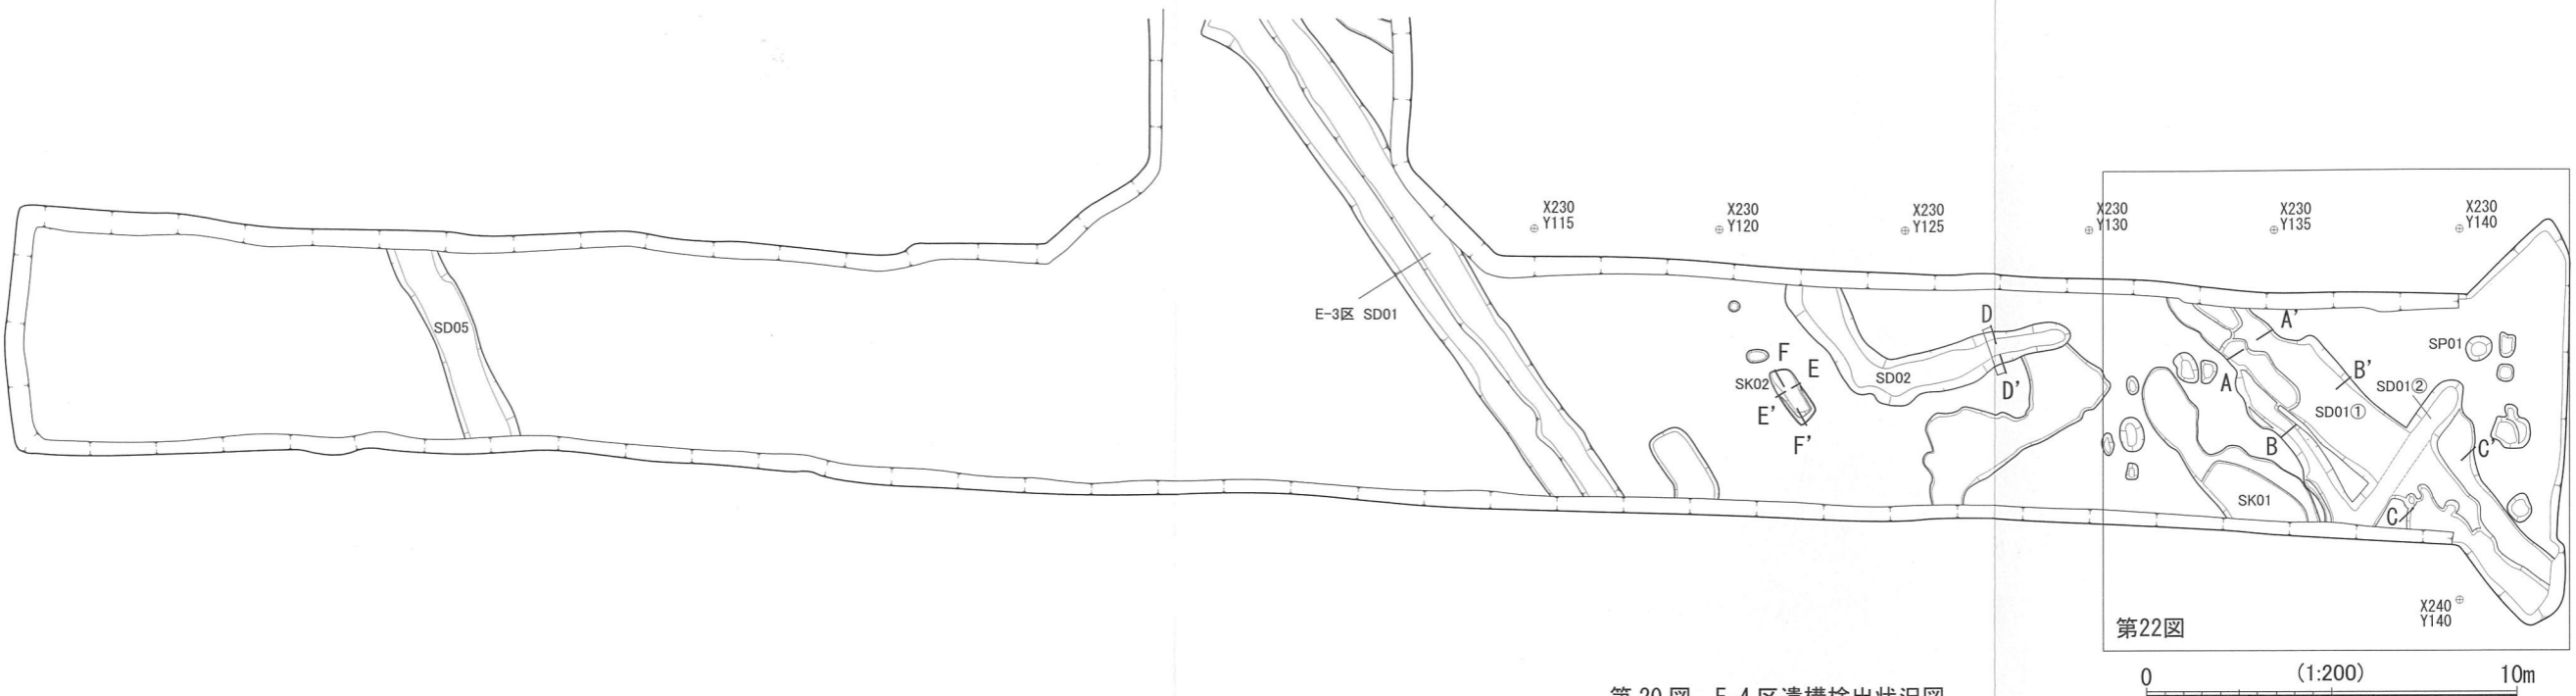 X230
Y115
X230
Y120
X230
Y125
X230
Y130
X230
Y135
X230
Y140
SD05
E-3区 SD01
F
E
SK02
E'
F'
D
SD02
D'
A'
A
B'
SD01②
SD01①
SP01
B
C'
SK01
C
X240
Y140
第22図
0 (1:200) 10m